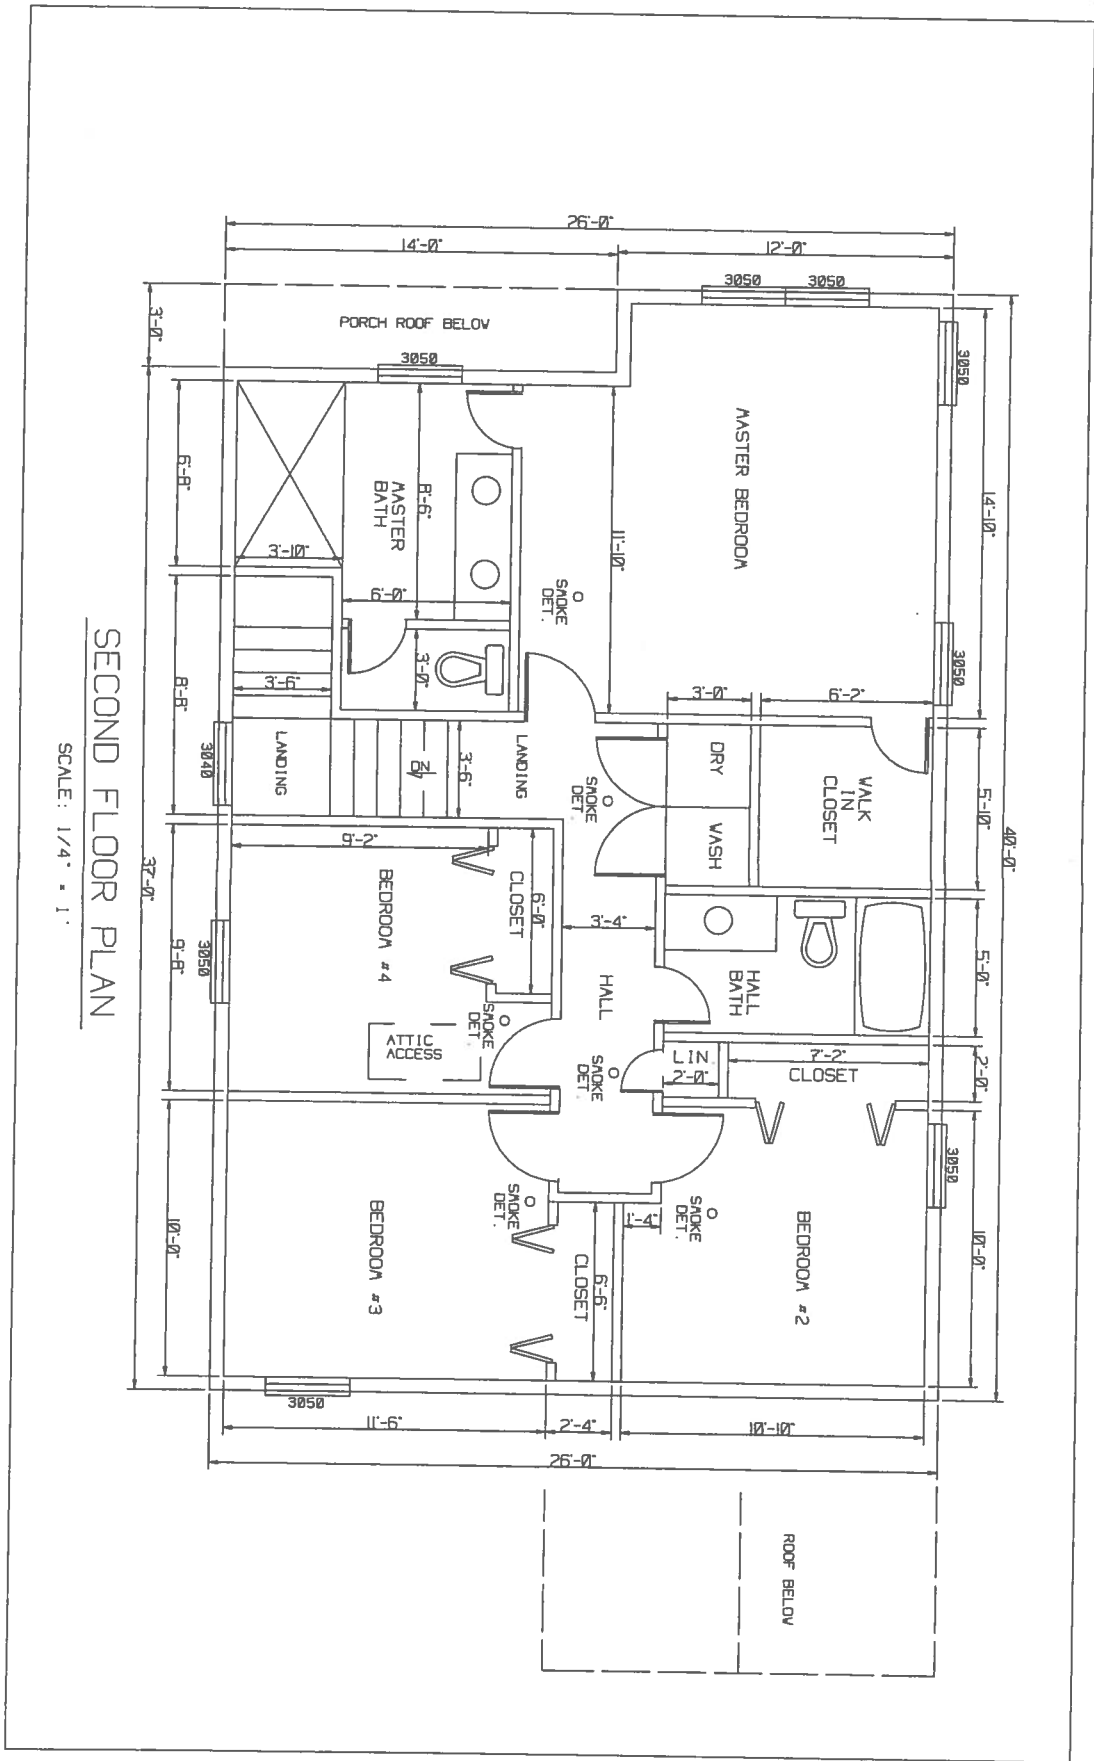 26'-0"
14'-0"
12'-0"
3050
3050
3'-0"
PORCH ROOF BELOW
3050
3050
14'-10"
40'-0"
MASTER BEDROOM
6'-8"
8'-6"
MASTER
BATH
11'-10"
3'-10"
6'-0"
SMOKE
DET.
3050
3'-0"
3'-6"
3'-0"
6'-2"
8'-8"
3040
LANDING
DN
3'-6"
LANDING
SMOKE
DET
DRY
WASH
WALK
IN
CLOSET
5'-10"
37'-0"
9'-2"
BEDROOM #4
CLOSET
6'-0"
3'-4"
HALL
HALL
BATH
5'-0"
9'-8"
3050
ATTIC
ACCESS
SMOKE
DET
SMOKE
DET
LIN
2'-0"
7'-2"
CLOSET
2'-0"
3050
10'-0"
BEDROOM #3
SMOKE
DET.
CLOSET
6'-6"
1'-4"
SMOKE
DET.
BEDROOM #2
10'-0"
3050
11'-6"
2'-4"
10'-10"
26'-0"
ROOF BELOW
SECOND FLOOR PLAN
SCALE: 1/4" = 1'